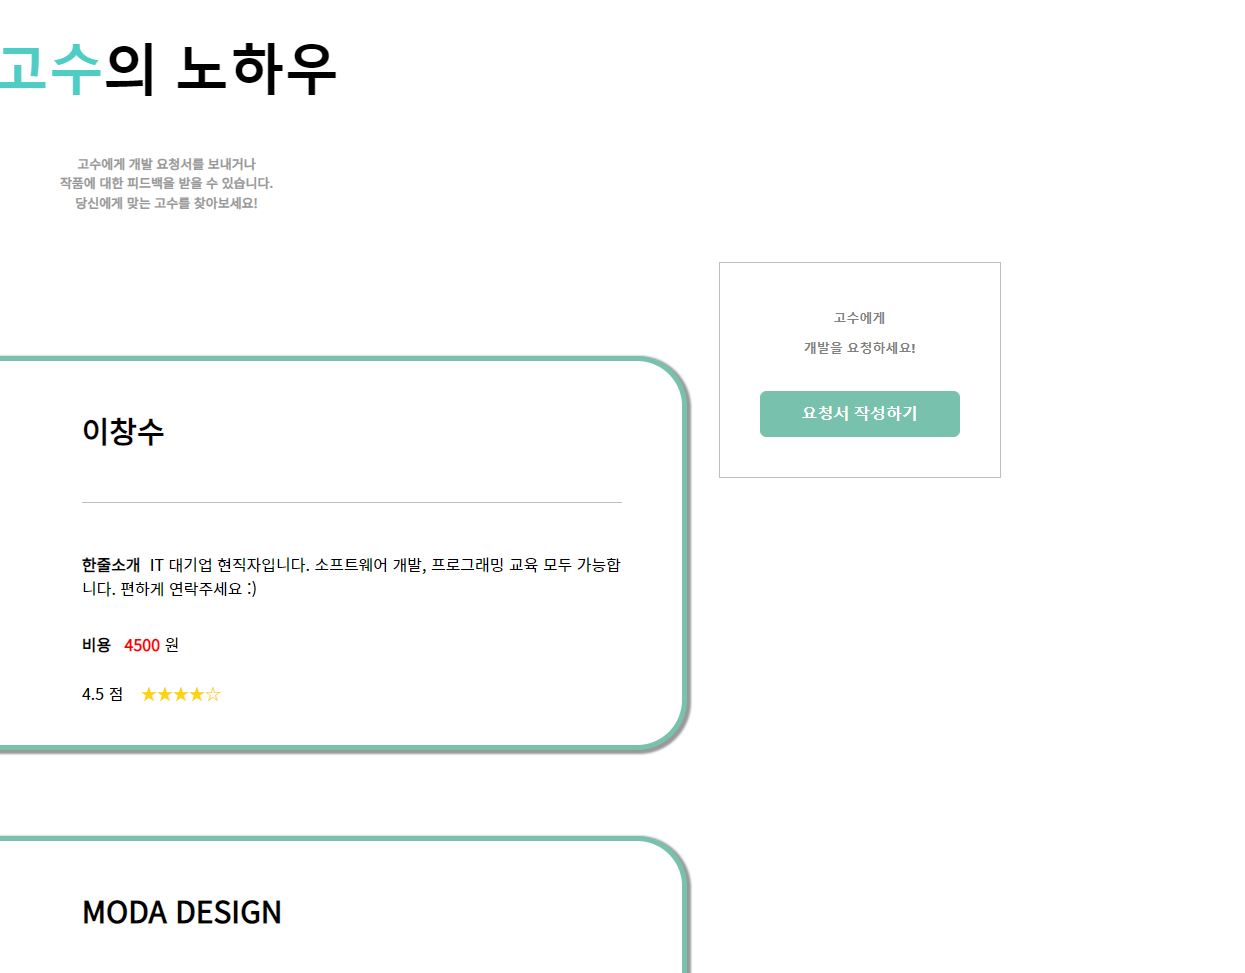 고수의 노하우
고수에게 개발 요청서를 보내거나
작품에 대한 피드백을 받을 수 있습니다.
당신에게 맞는 고수를 찾아보세요!
고수에게
개발을 요청하세요!
요청서 작성하기
이창수
한줄소개 IT 대기업 현직자입니다. 소프트웨어 개발, 프로그래밍 교육 모두 가능합
니다. 편하게 연락주세요 :)
비용 4500 원
4.5 점 ★★★★☆
MODA DESIGN